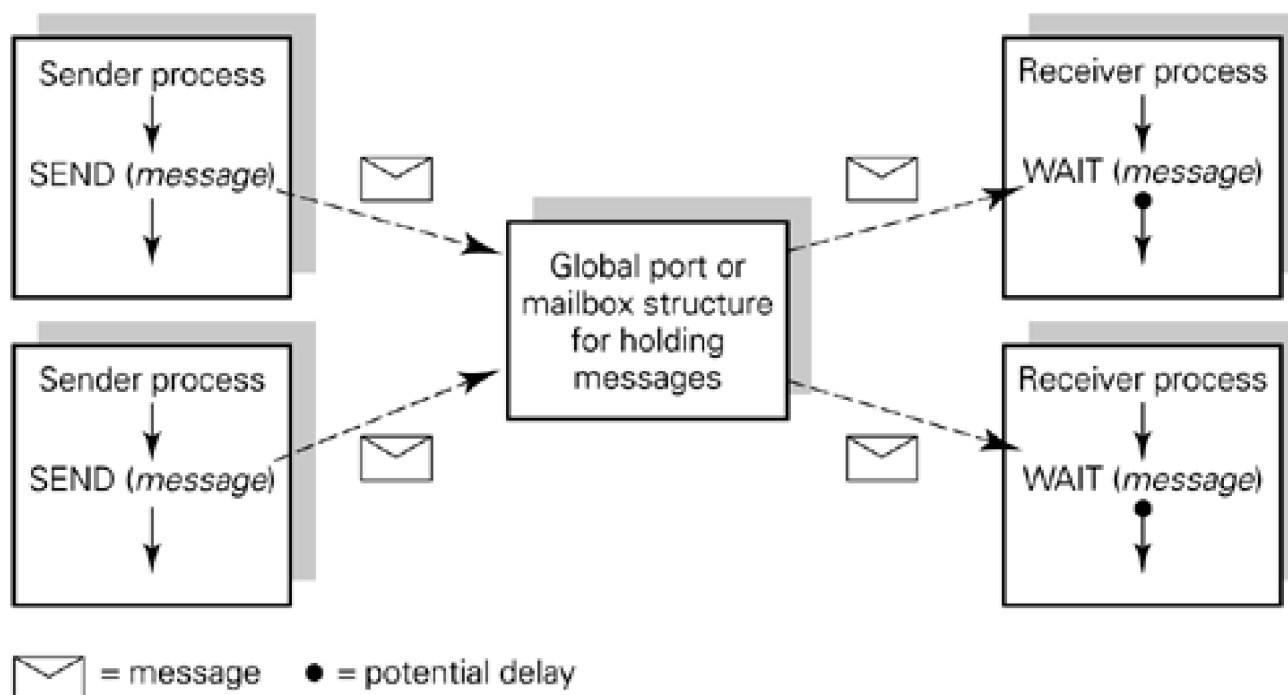 Sender process
SEND (message)
Sender process
SEND (message)
Global port or
mailbox structure
for holding
messages
Receiver process
WAIT (message)
Receiver process
WAIT (message)
= message
= potential delay